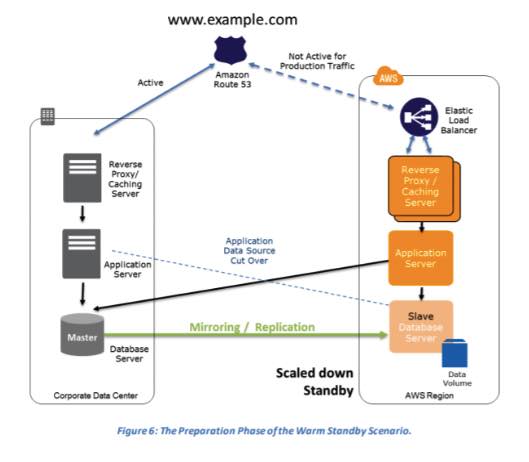 www.example.com
Amazon
Route 53
Not Active for
Production Traffic
Active
AWS
Elastic
Load
Balancer
Reverse
Proxy/
Caching
Server
Reverse
Proxy /
Caching
Server
Application
Server
Application
Data Source
Cut Over
Application
Server
Master
Database
Server
Mirroring / Replication
Slave
Database
Server
Scaled down
Standby
Data
Volume
Corporate Data Center
AWS Region
Figure 6: The Preparation Phase of the Warm Standby Scenario.